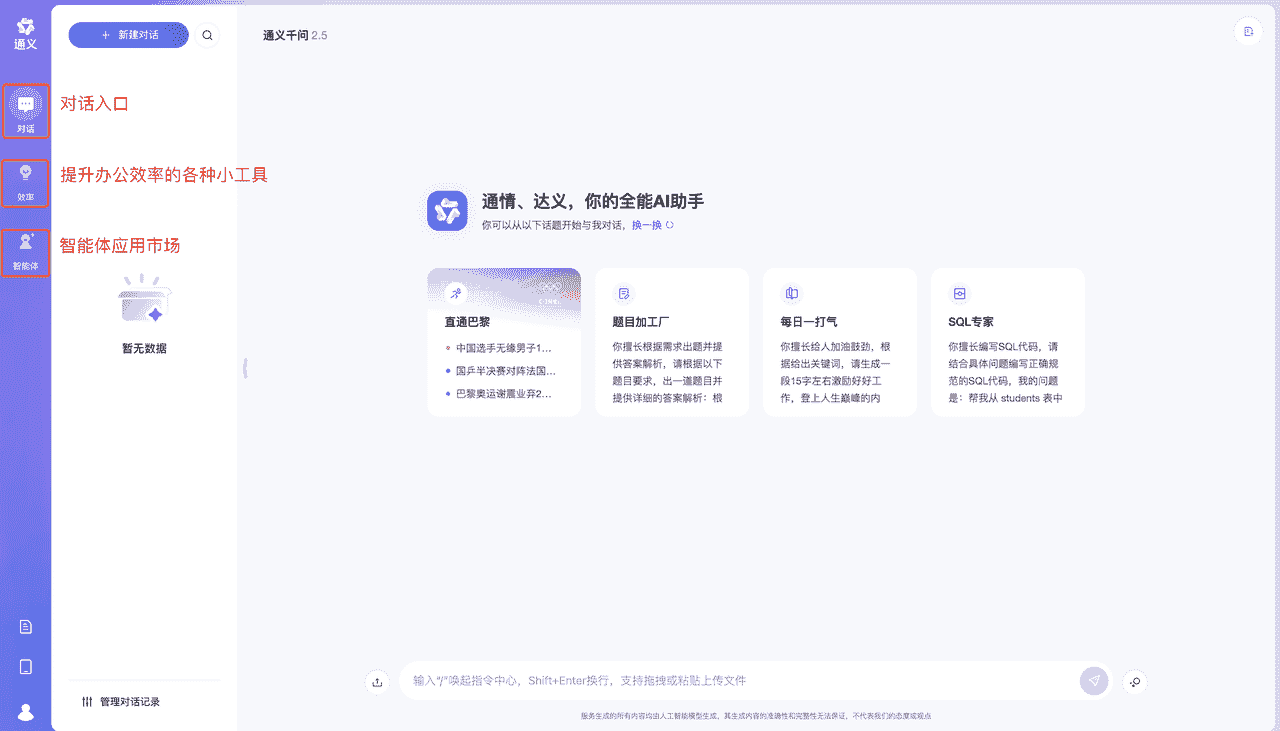 通义
新建对话
通义千问 2.5
对话
对话入口
效率
提升办公效率的各种小工具
智能体
智能体应用市场
暂无数据
管理对话记录
通情、达义，你的全能AI助手
你可以从以下话题开始与我对话，换一换
直通巴黎
中国选手无缘男子1...
国乒半决赛对阵法国...
巴黎奥运谢震业弃2...
题目加工厂
你擅长根据需求出题并提
供答案解析，请根据以下
题目要求，出一道题目并
提供详细的答案解析：根
每日一打气
你擅长给人加油鼓劲，根
据给出关键词，请生成一
段15字左右激励好好工
作，登上人生巅峰的内
SQL专家
你擅长编写SQL代码，请
结合具体问题编写正确规
范的SQL代码，我的问题
是：帮我从 students 表中
输入“/”唤起指令中心，Shift+Enter换行，支持拖拽或粘贴上传文件
服务生成的所有内容均由人工智能模型生成，其生成内容的准确性和完整性无法保证，不代表我们的态度或观点